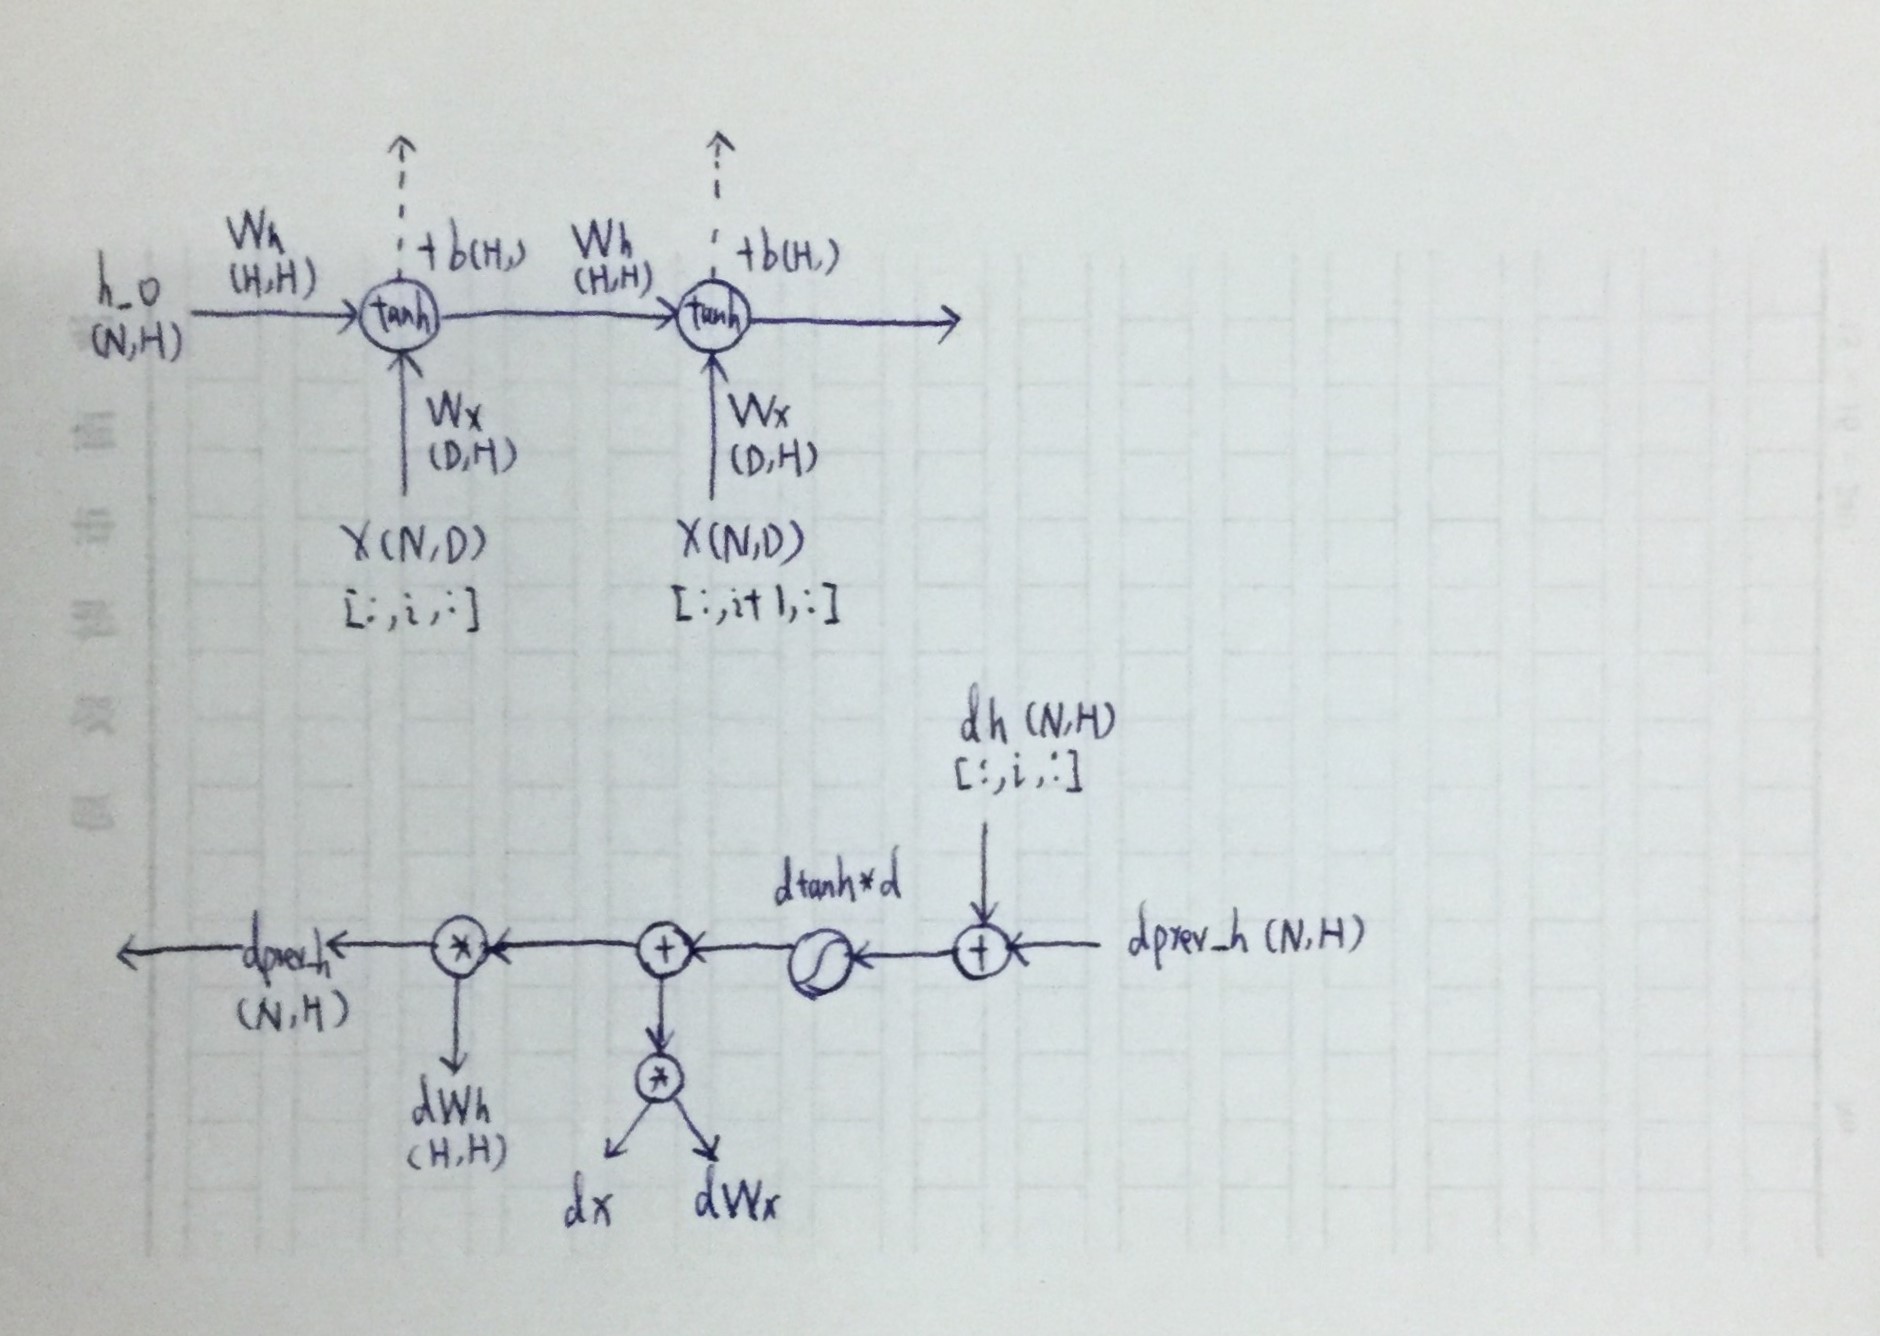 Wh
(H,H)
+b(H,)
Wh
(H,H)
+b(H,)
h_0
(N,H)
tanh
tanh
Wx
(D,H)
Wx
(D,H)
X(N,D)
[:,i,:]
X(N,D)
[:,i+1,:]
dh (N,H)
[:,i,:]
dtanh*d
dprev_h
(N,H)
*
+
+
dprev_h (N,H)
*
dWh
(H,H)
dx
dWx